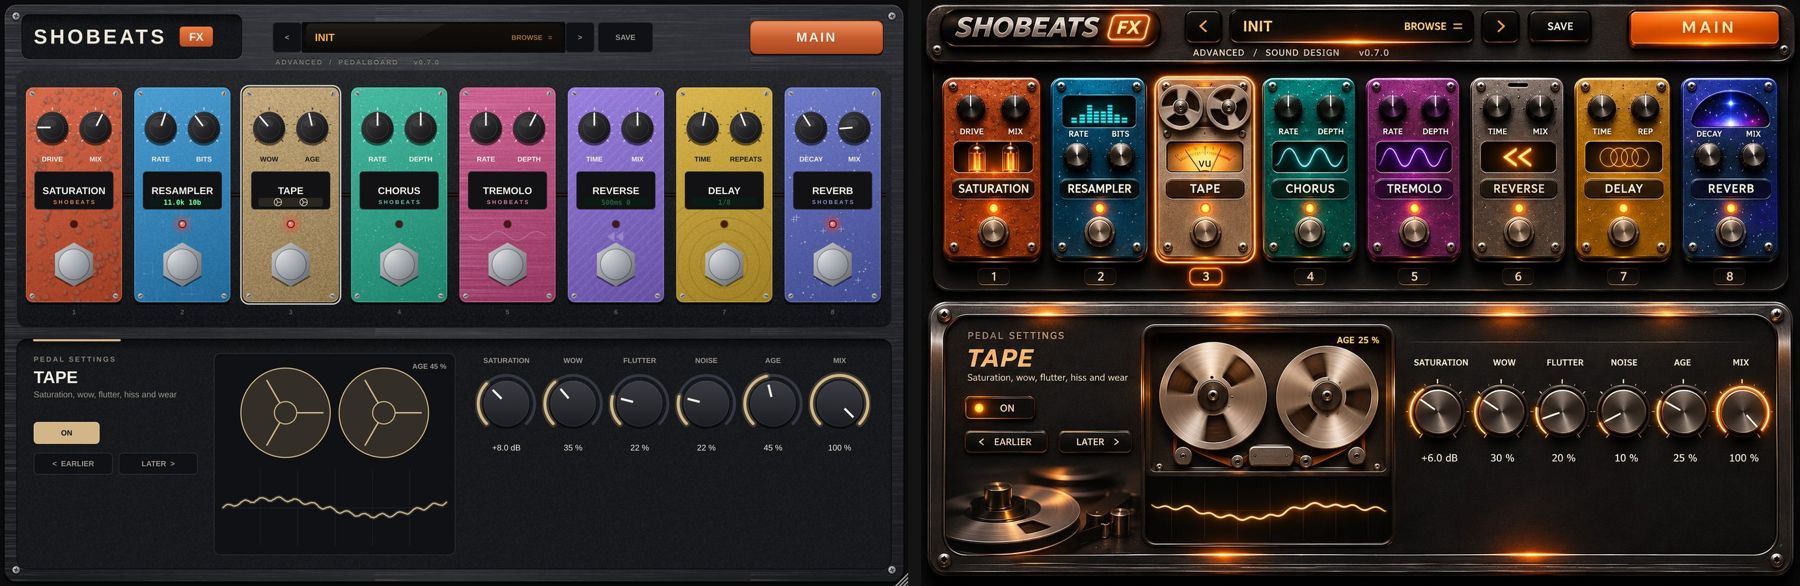 SHOBEATS FX
< INIT BROWSE = > SAVE
MAIN
ADVANCED / PEDALBOARD v0.7.0
DRIVE MIX
SATURATION
SHOBEATS
RATE BITS
RESAMPLER
11.0k 10b
WOW AGE
TAPE
RATE DEPTH
CHORUS
SHOBEATS
RATE DEPTH
TREMOLO
SHOBEATS
TIME MIX
REVERSE
500ms 0
TIME REPEATS
DELAY
1/8
DECAY MIX
REVERB
SHOBEATS
1 2 3 4 5 6 7 8
PEDAL SETTINGS
TAPE
Saturation, wow, flutter, hiss and wear
ON
< EARLIER LATER >
AGE 45 %
SATURATION WOW FLUTTER NOISE AGE MIX
+8.0 dB 35 % 22 % 22 % 45 % 100 %
SHOBEATS FX
< INIT BROWSE = > SAVE
MAIN
ADVANCED / SOUND DESIGN v0.7.0
DRIVE MIX
SATURATION
RATE BITS
RESAMPLER
VU
TAPE
RATE DEPTH
CHORUS
RATE DEPTH
TREMOLO
TIME MIX
REVERSE
TIME REP
DELAY
DECAY MIX
REVERB
1 2 3 4 5 6 7 8
PEDAL SETTINGS
TAPE
Saturation, wow, flutter, hiss and wear
ON
< EARLIER LATER >
AGE 25 %
SATURATION WOW FLUTTER NOISE AGE MIX
+6.0 dB 30 % 20 % 10 % 25 % 100 %